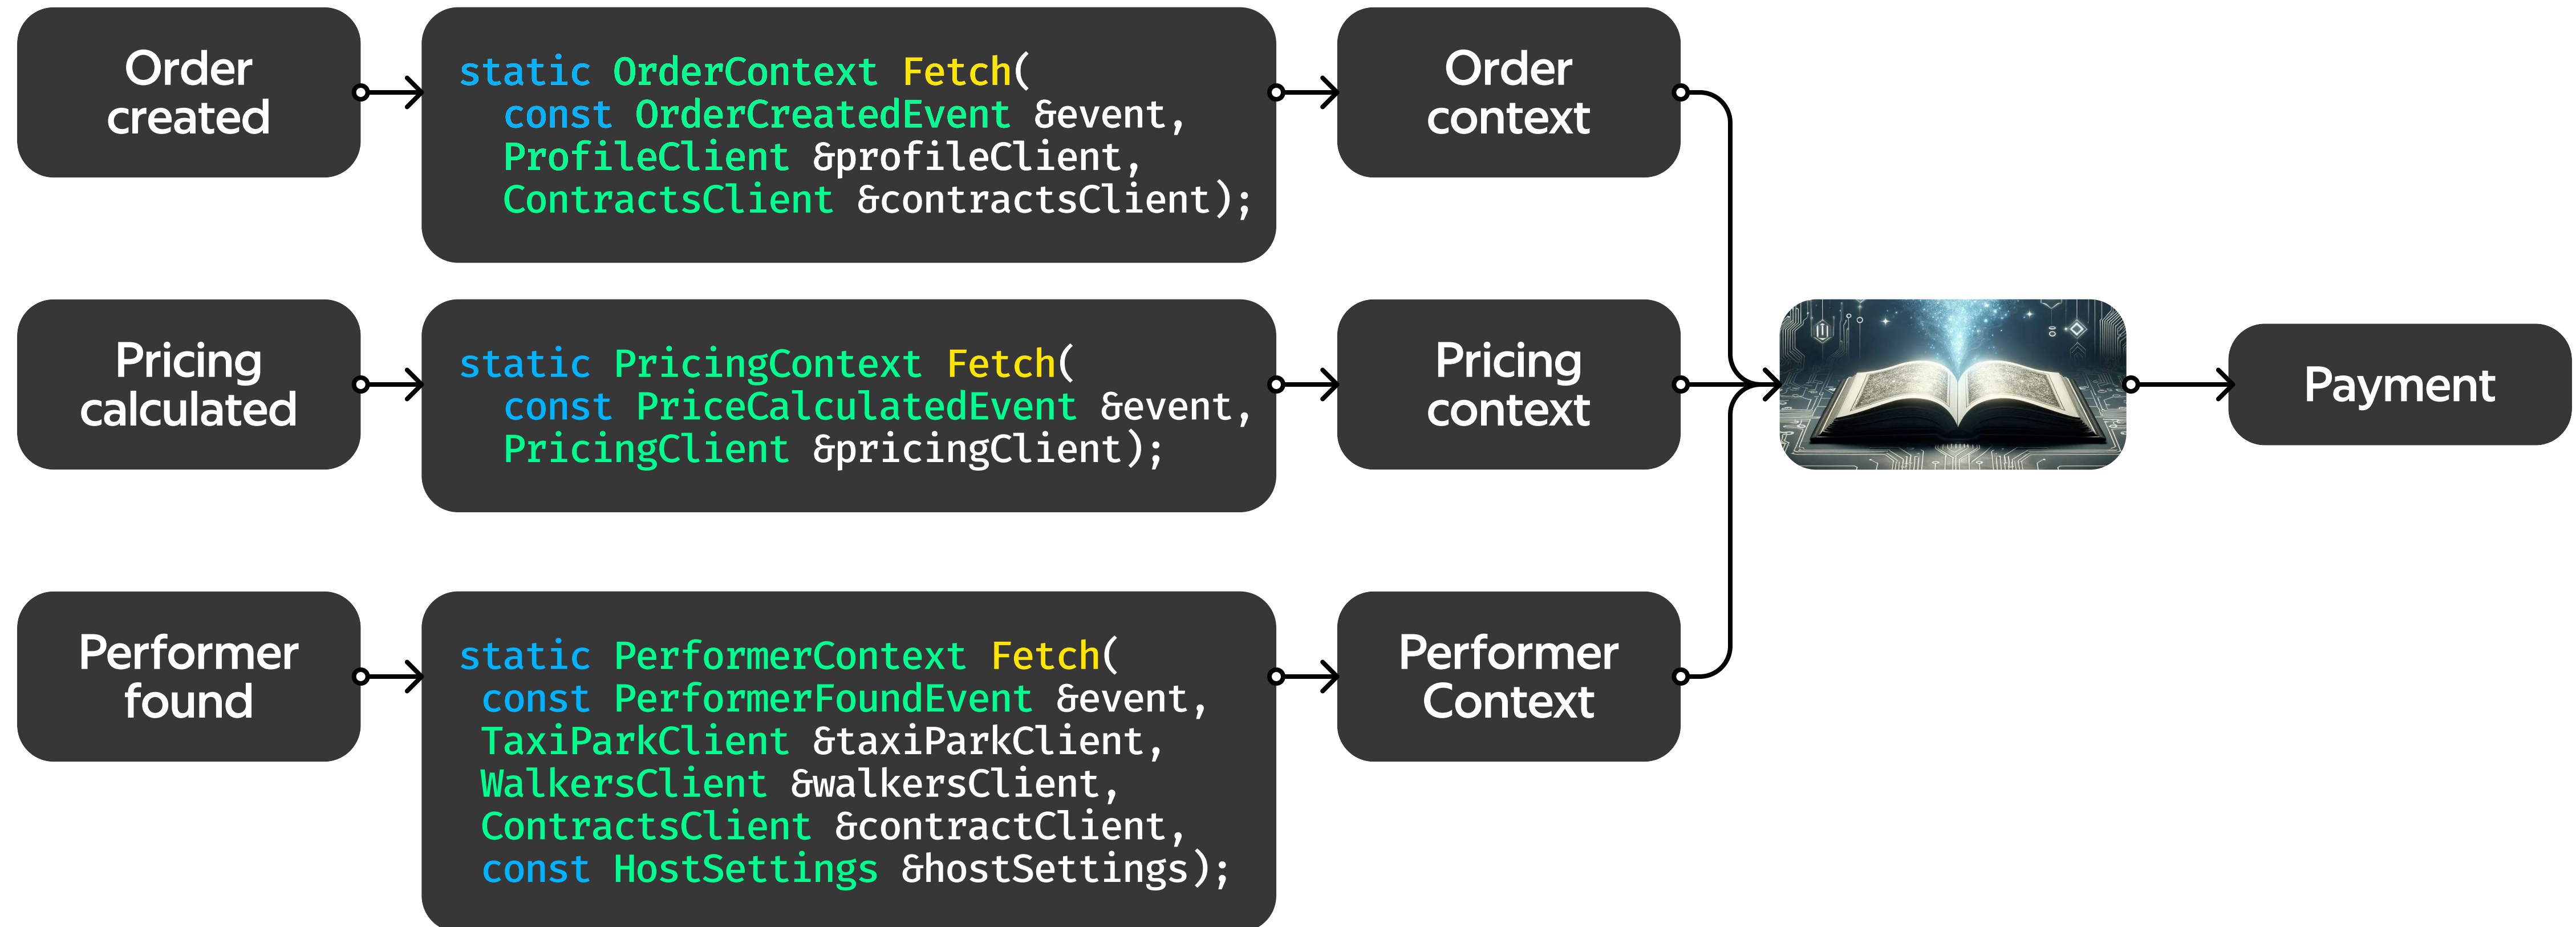 Order
created
static OrderContext Fetch(
const OrderCreatedEvent &event,
ProfileClient &profileClient,
ContractsClient &contractsClient);
Order
context
Pricing
calculated
static PricingContext Fetch(
const PriceCalculatedEvent &event,
PricingClient &pricingClient);
Pricing
context
Payment
Performer
found
static PerformerContext Fetch(
const PerformerFoundEvent &event,
TaxiParkClient &taxiParkClient,
WalkersClient &walkersClient,
ContractsClient &contractClient,
const HostSettings &hostSettings);
Performer
Context